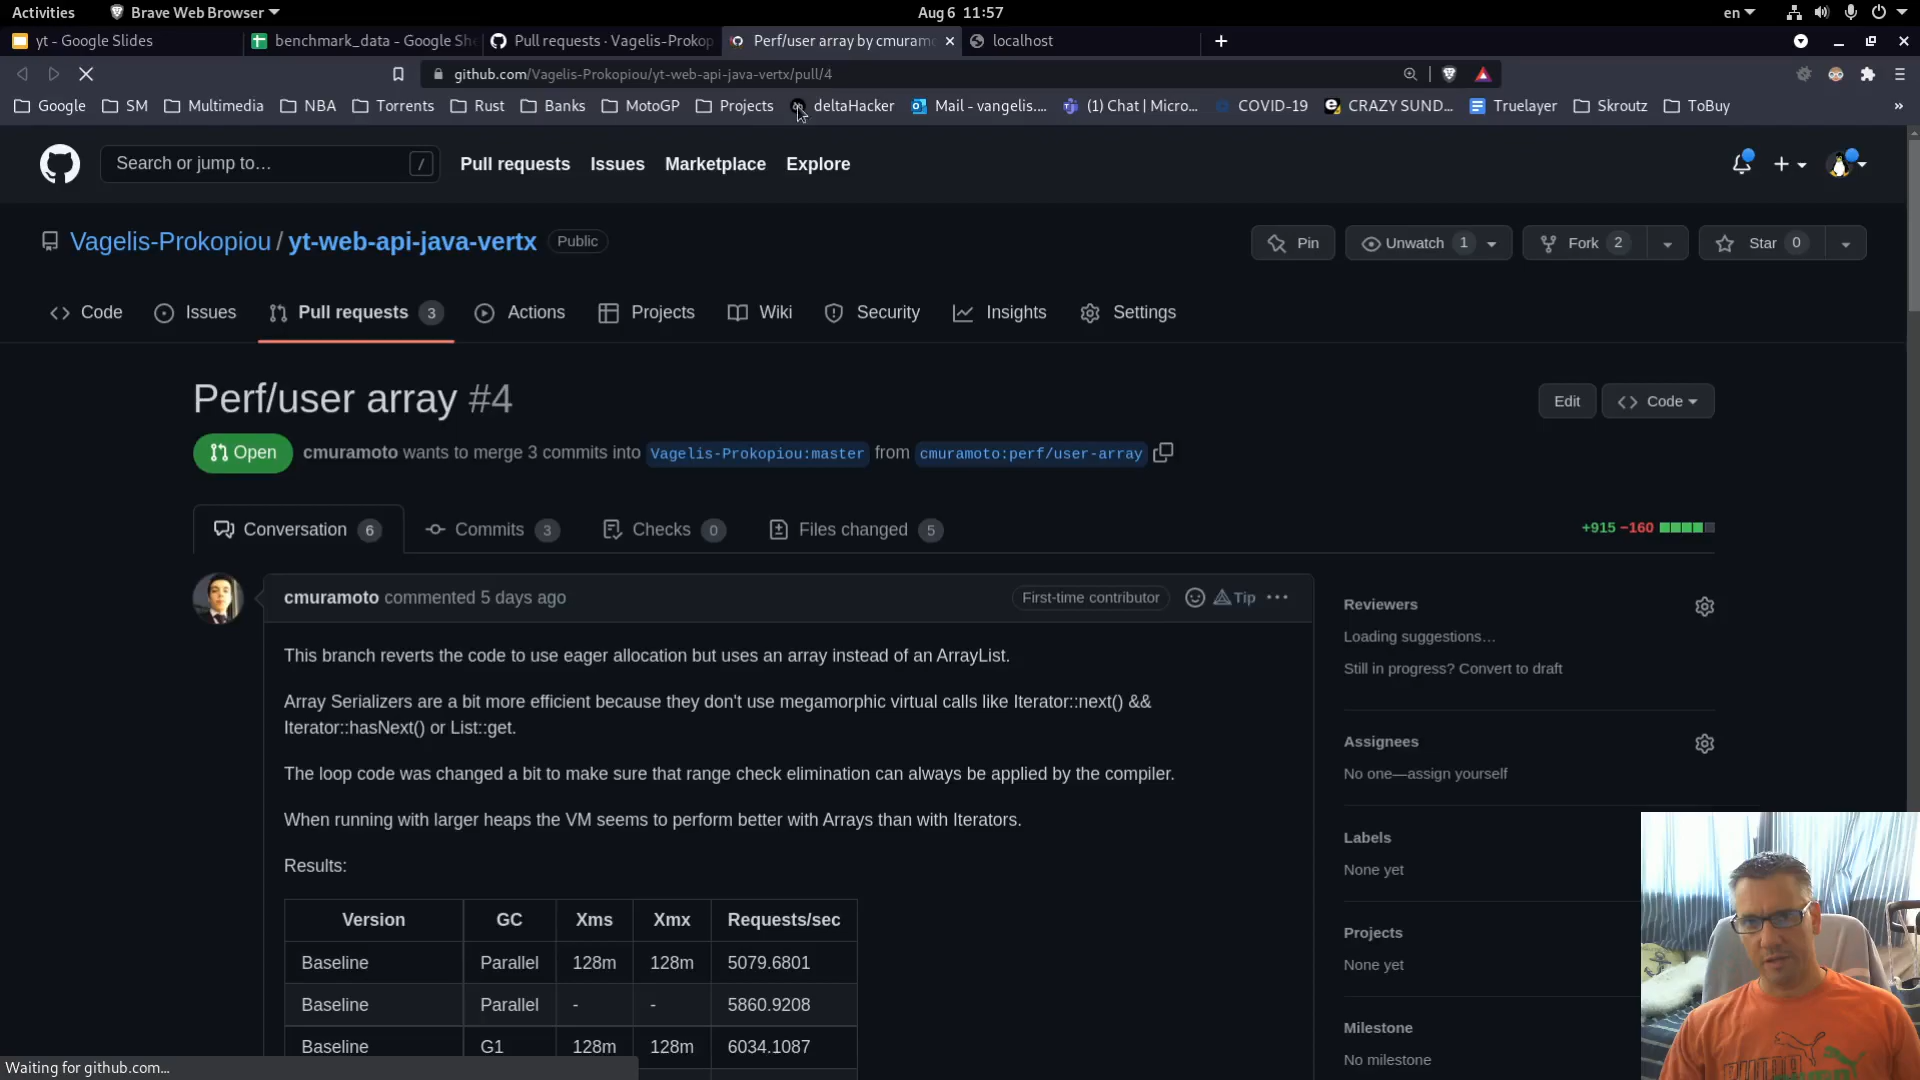 Activities
Brave Web Browser
Aug 6 11:57
en
yt - Google Slides
benchmark_data - Google She
Pull requests · Vagelis-Prokop
Perf/user array by cmuramo
localhost
github.com/Vagelis-Prokopiou/yt-web-api-java-vertx/pull/4
Google
SM
Multimedia
NBA
Torrents
Rust
Banks
MotoGP
Projects
deltaHacker
Mail - vangelis....
(1) Chat | Micro...
COVID-19
CRAZY SUND...
Truelayer
Skroutz
ToBuy
»
Search or jump to...
/
Pull requests
Issues
Marketplace
Explore
Vagelis-Prokopiou / yt-web-api-java-vertx
Public
Pin
Unwatch 1
Fork 2
Star 0
Code
Issues
Pull requests 3
Actions
Projects
Wiki
Security
Insights
Settings
Perf/user array #4
Edit
Code
Open
cmuramoto wants to merge 3 commits into Vagelis-Prokopiou:master from cmuramoto:perf/user-array
Conversation 6
Commits 3
Checks 0
Files changed 5
+915 −160
cmuramoto commented 5 days ago
First-time contributor
Tip
This branch reverts the code to use eager allocation but uses an array instead of an ArrayList.
Array Serializers are a bit more efficient because they don't use megamorphic virtual calls like Iterator::next() &&
Iterator::hasNext() or List::get.
The loop code was changed a bit to make sure that range check elimination can always be applied by the compiler.
When running with larger heaps the VM seems to perform better with Arrays than with Iterators.
Results:
Version GC Xms Xmx Requests/sec
Baseline Parallel 128m 128m 5079.6801
Baseline Parallel - - 5860.9208
Baseline G1 128m 128m 6034.1087
Reviewers
Loading suggestions...
Still in progress? Convert to draft
Assignees
No one—assign yourself
Labels
None yet
Projects
None yet
Milestone
No milestone
Waiting for github.com...